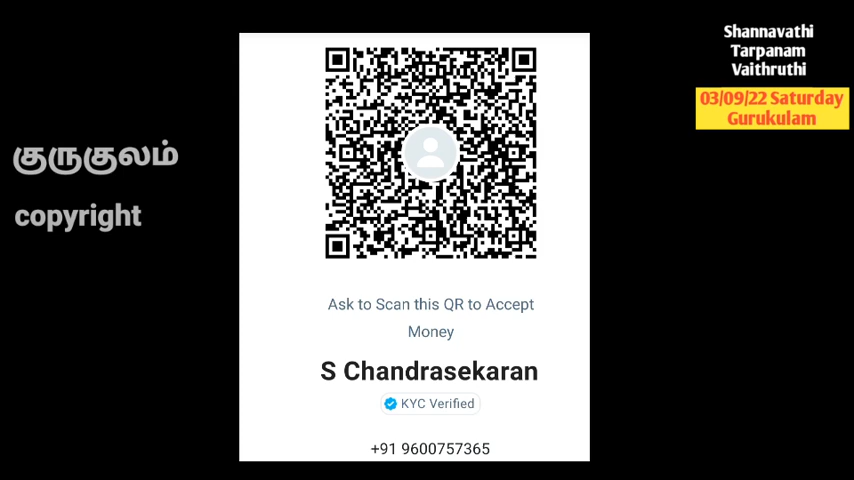 Shannavathi
Tarpanam
Vaithruthi
03/09/22 Saturday
Gurukulam
குருகுலம்
copyright
Ask to Scan this QR to Accept
Money
S Chandrasekaran
KYC Verified
+91 9600757365